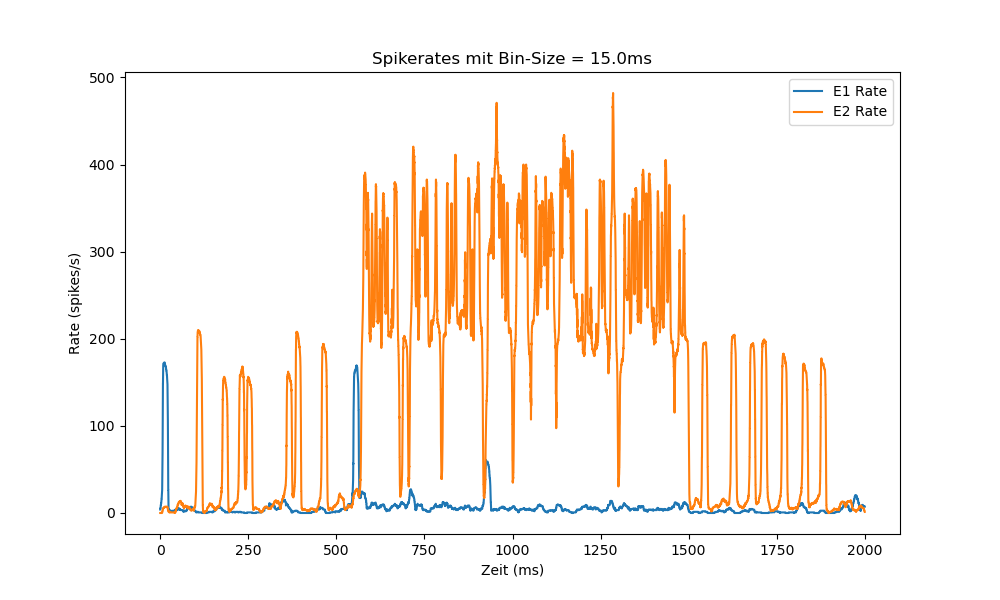 Spikerates mit Bin-Size = 15.0ms
E1 Rate
E2 Rate
Rate (spikes/s)
500
400
300
200
100
0
0 250 500 750 1000 1250 1500 1750 2000
Zeit (ms)